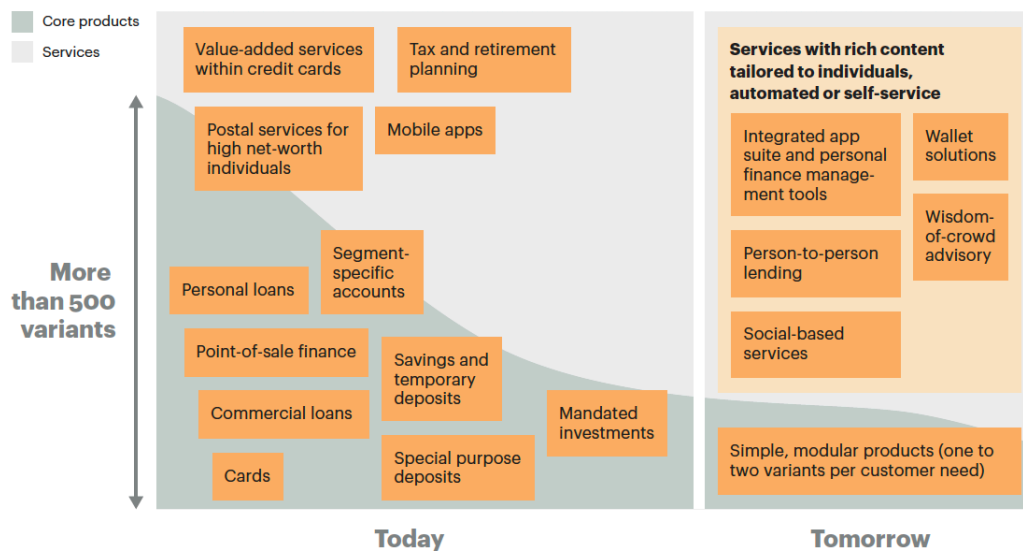 Core products
Services
Value-added services
within credit cards
Tax and retirement
planning
Postal services for
high net-worth
individuals
Mobile apps
Segment-
specific
accounts
Personal loans
Point-of-sale finance
Savings and
temporary
deposits
Commercial loans
Mandated
investments
Cards
Special purpose
deposits
More
than 500
variants
Today
Services with rich content
tailored to individuals,
automated or self-service
Integrated app
suite and personal
finance manage-
ment tools
Wallet
solutions
Wisdom-
of-crowd
advisory
Person-to-person
lending
Social-based
services
Simple, modular products (one to
two variants per customer need)
Tomorrow